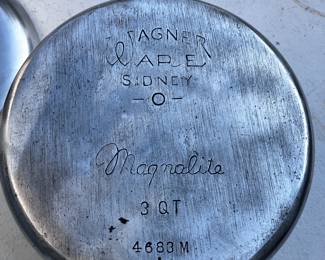 WAGNER
WARE
SIDNEY
-O-
Magnalite
3 QT
4683M